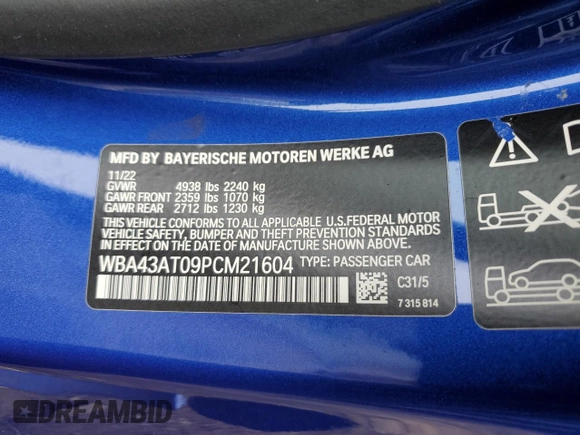 MFD BY BAYERISCHE MOTOREN WERKE AG
11/22
GVWR 4938 lbs 2240 kg
GAWR FRONT 2359 lbs 1070 kg
GAWR REAR 2712 lbs 1230 kg
THIS VEHICLE CONFORMS TO ALL APPLICABLE U.S.FEDERAL MOTOR
VEHICLE SAFETY, BUMPER AND THEFT PREVENTION STANDARDS
IN EFFECT ON THE DATE OF MANUFACTURE SHOWN ABOVE.
WBA43AT09PCM21604 TYPE: PASSENGER CAR
C31/5
7 315 814
DREAMBID